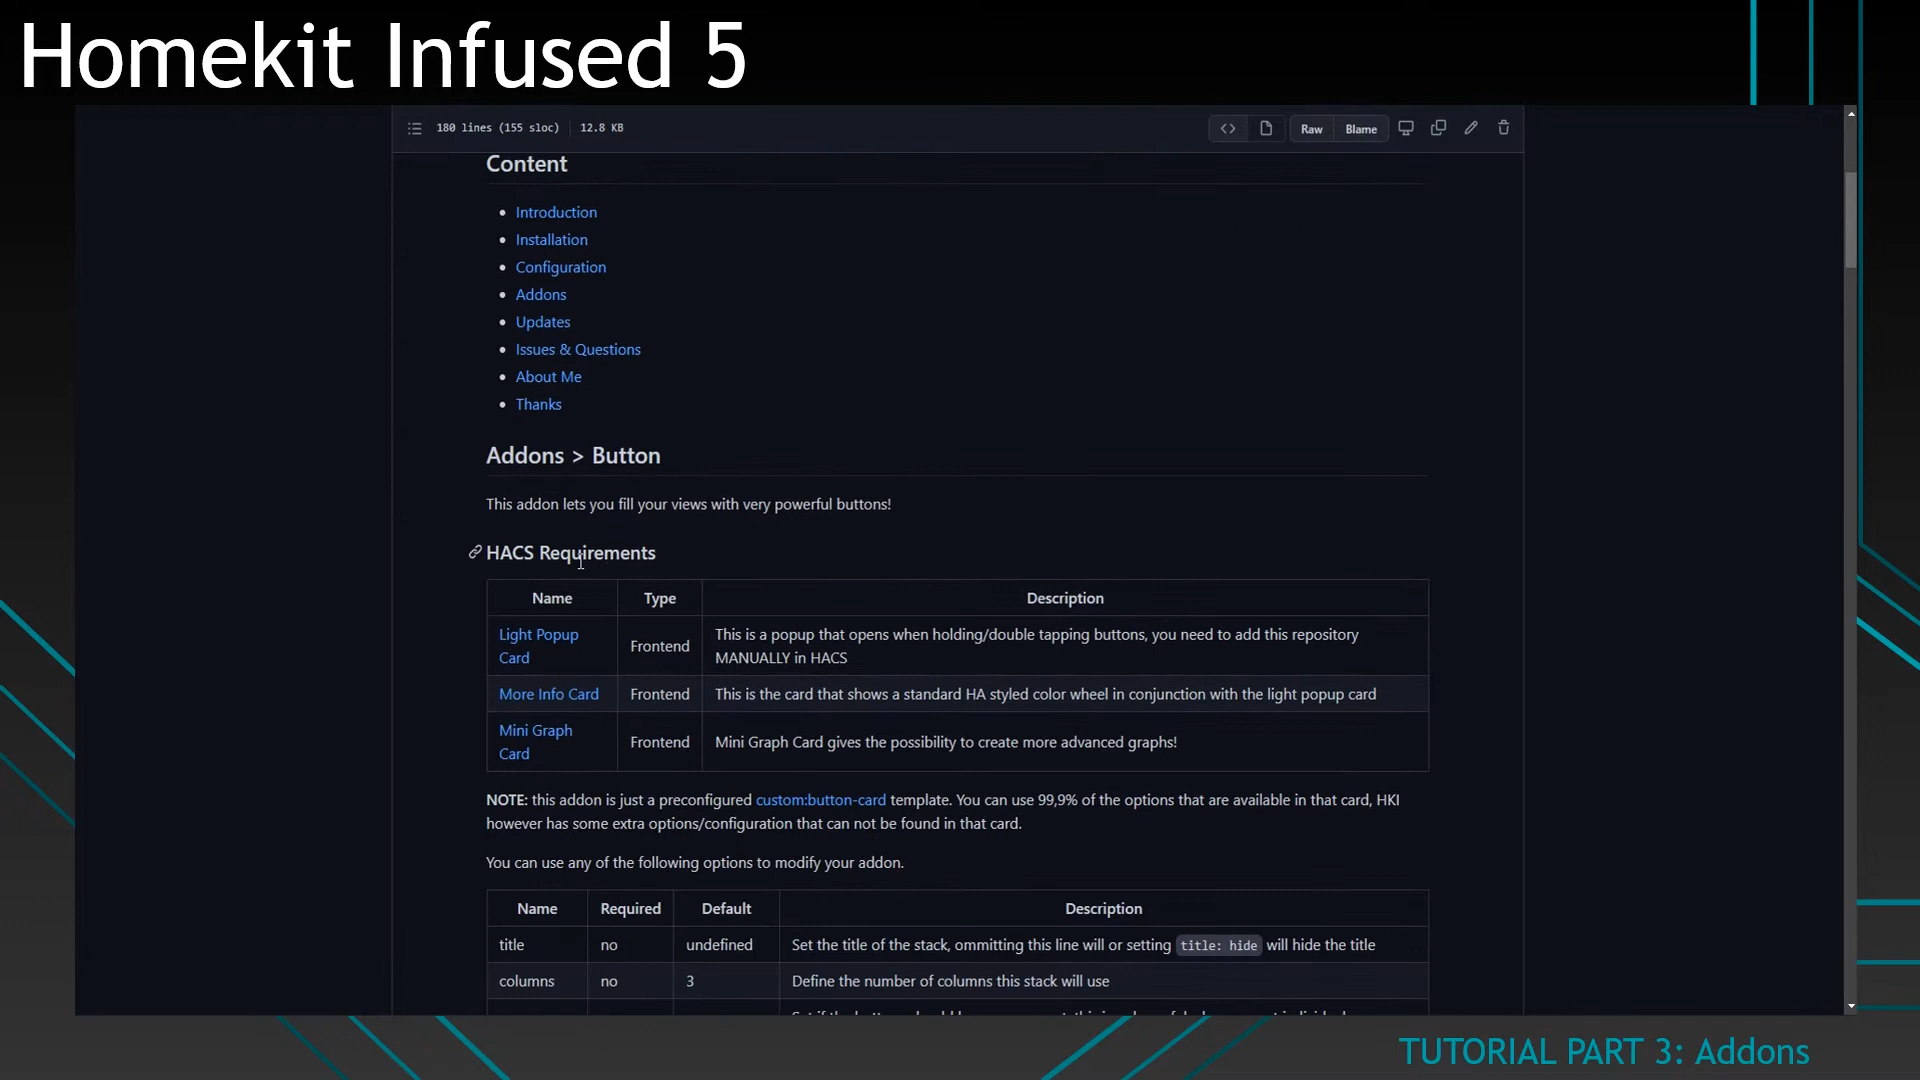 Homekit Infused 5
180 lines (155 sloc) 12.8 KB
Raw Blame
Content
Introduction
Installation
Configuration
Addons
Updates
Issues & Questions
About Me
Thanks
Addons > Button
This addon lets you fill your views with very powerful buttons!
HACS Requirements
Name Type Description
Light Popup
Card
Frontend
This is a popup that opens when holding/double tapping buttons, you need to add this repository
MANUALLY in HACS
More Info Card Frontend This is the card that shows a standard HA styled color wheel in conjunction with the light popup card
Mini Graph
Card
Frontend
Mini Graph Card gives the possibility to create more advanced graphs!
NOTE: this addon is just a preconfigured custom:button-card template. You can use 99,9% of the options that are available in that card, HKI
however has some extra options/configuration that can not be found in that card.
You can use any of the following options to modify your addon.
Name Required Default Description
title no undefined Set the title of the stack, ommitting this line will or setting title: hide will hide the title
columns no 3 Define the number of columns this stack will use
TUTORIAL PART 3: Addons